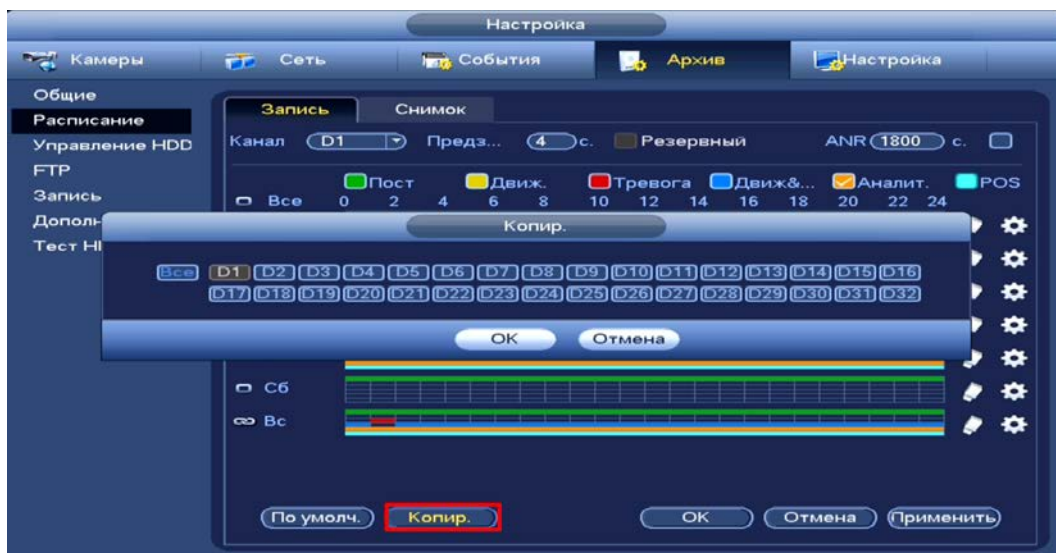 Настройка
Камеры Сеть События Архив Настройка
Общие
Расписание
Управление HDD
FTP
Запись
Дополн
Тест HI
Запись Снимок
Канал D1 Предз... 4 с. Резервный ANR 1800 с.
Пост Движ. Тревога Движ&... Аналит. POS
Все 0 2 4 6 8 10 12 14 16 18 20 22 24
Копир.
Все D1 D2 D3 D4 D5 D6 D7 D8 D9 D10 D11 D12 D13 D14 D15 D16
D17 D18 D19 D20 D21 D22 D23 D24 D25 D26 D27 D28 D29 D30 D31 D32
OK Отмена
Сб
Вс
По умолч. Копир. OK Отмена Применить